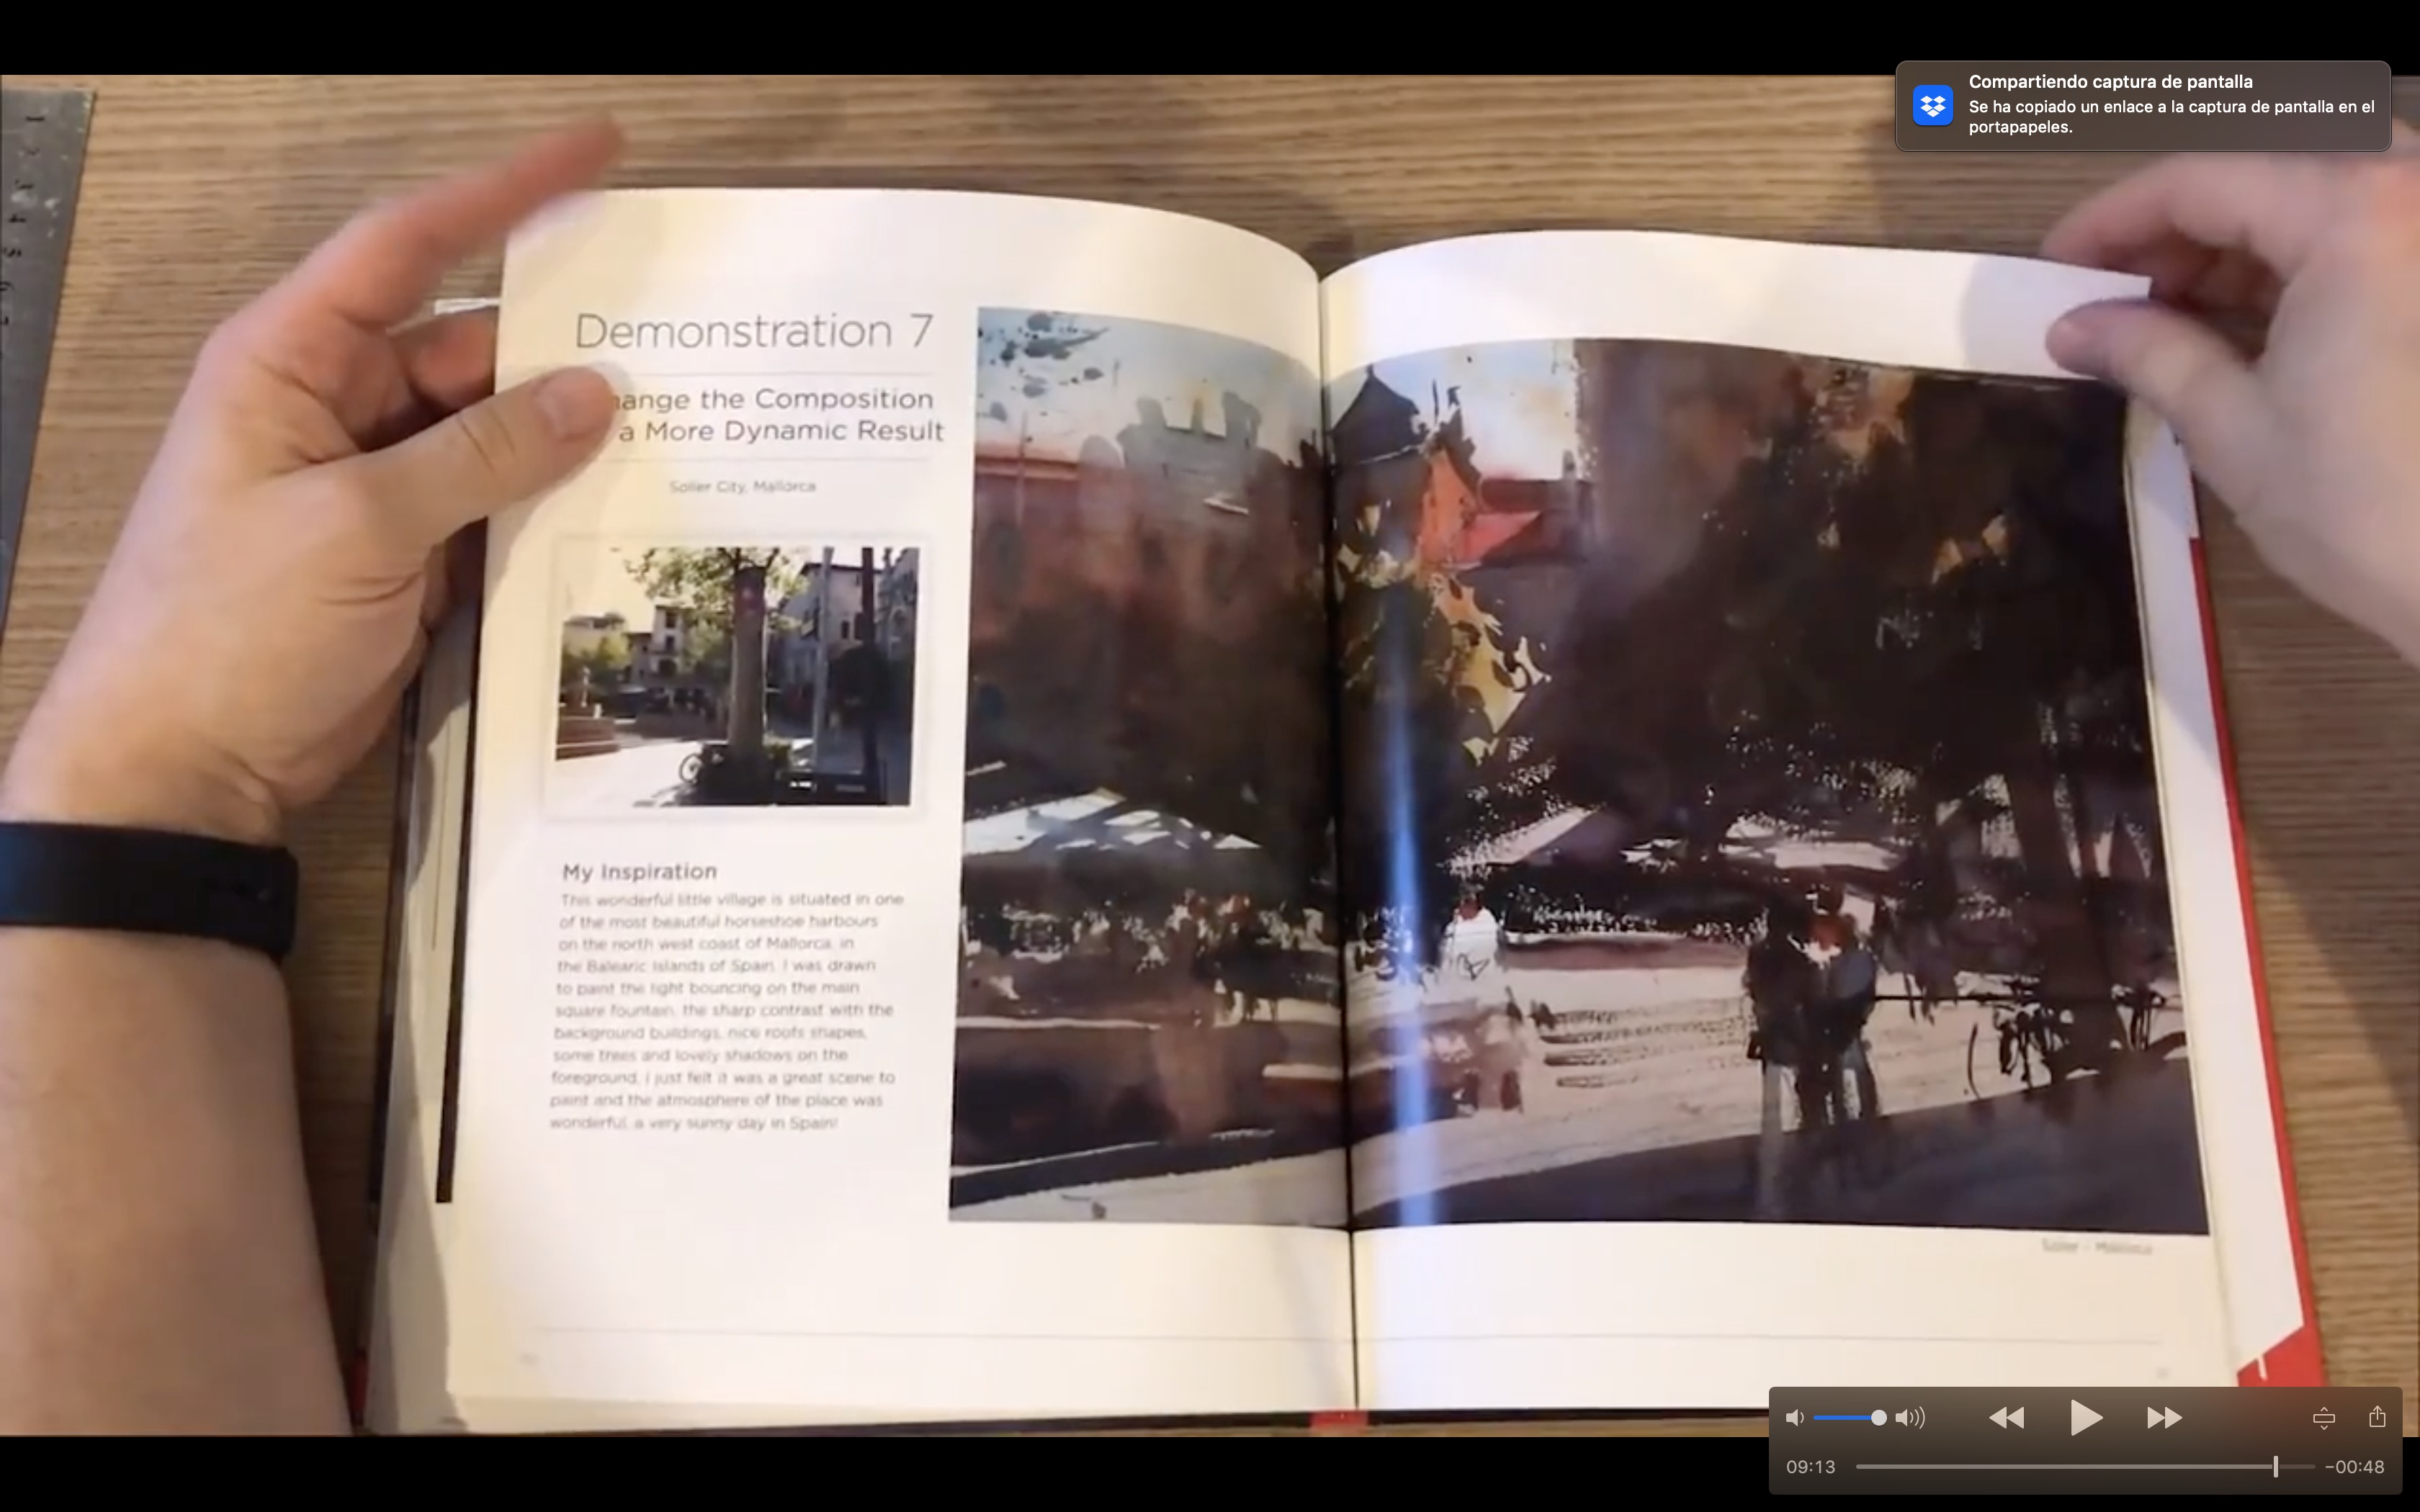 Compartiendo captura de pantalla
Se ha copiado un enlace a la captura de pantalla en el
portapapeles.
Demonstration 7
hange the Composition
a More Dynamic Result
Soller City, Mallorca
My Inspiration
This wonderful little village is situated in one
of the most beautiful horseshoe harbours
on the north west coast of Mallorca, in
the Balearic Islands of Spain. I was drawn
to paint the light bouncing on the main
square fountain, the sharp contrast with the
background buildings, nice roofs shapes,
some trees and lovely shadows on the
foreground. I just felt it was a great scene to
paint and the atmosphere of the place was
wonderful, a very sunny day in Spain!
Soller - Mallorca
09:13
-00:48